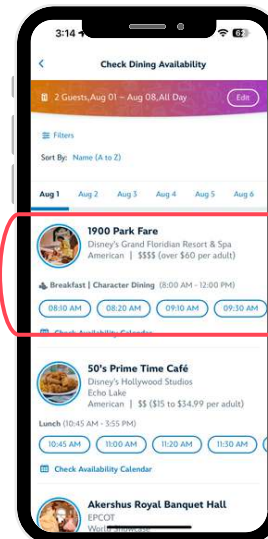 3:14
Check Dining Availability
2 Guests, Aug 01 – Aug 08, All Day
Edit
Filters
Sort By: Name (A to Z)
Aug 1 Aug 2 Aug 3 Aug 4 Aug 5 Aug 6
1900 Park Fare
Disney's Grand Floridian Resort & Spa
American | $$$$ (over $60 per adult)
Breakfast | Character Dining (8:00 AM - 12:00 PM)
08:10 AM 08:20 AM 09:10 AM 09:30 AM
Check Availability Calendar
50's Prime Time Café
Disney's Hollywood Studios
Echo Lake
American | $$ ($15 to $34.99 per adult)
Lunch (10:45 AM - 3:55 PM)
10:45 AM 11:00 AM 11:20 AM 11:30 AM
Check Availability Calendar
Akershus Royal Banquet Hall
EPCOT
World Showcase